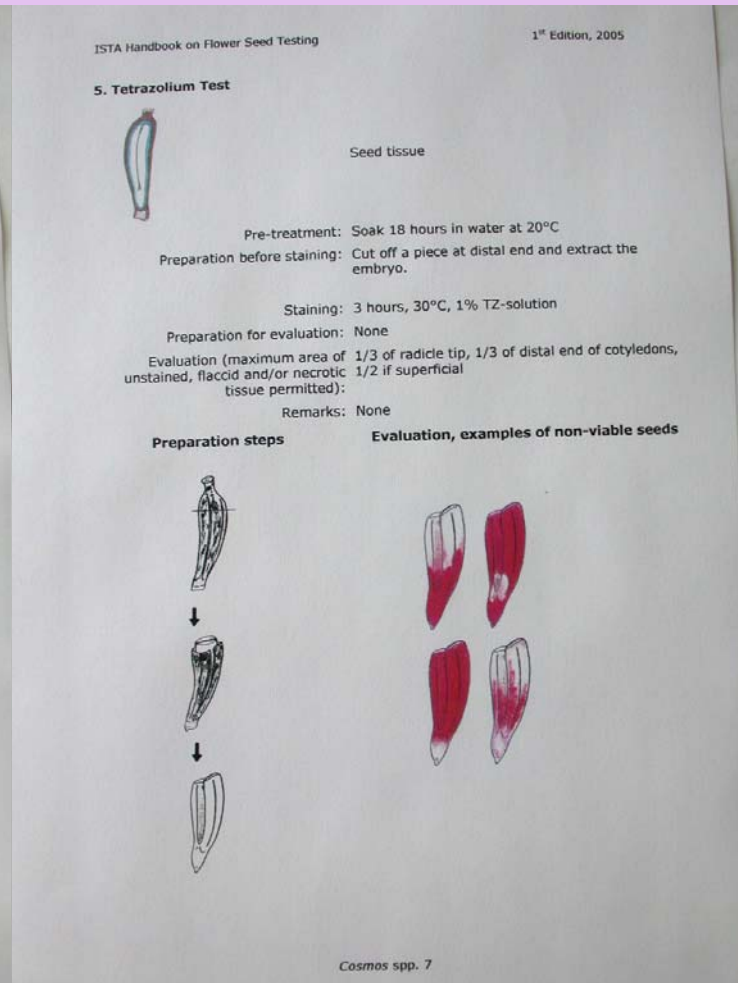 ISTA Handbook on Flower Seed Testing 1st Edition, 2005
5. Tetrazolium Test
Seed tissue
Pre-treatment: Soak 18 hours in water at 20°C
Preparation before staining: Cut off a piece at distal end and extract the
embryo.
Staining: 3 hours, 30°C, 1% TZ-solution
Preparation for evaluation: None
Evaluation (maximum area of 1/3 of radicle tip, 1/3 of distal end of cotyledons,
unstained, flaccid and/or necrotic 1/2 if superficial
tissue permitted):
Remarks: None
Preparation steps Evaluation, examples of non-viable seeds
Cosmos spp. 7